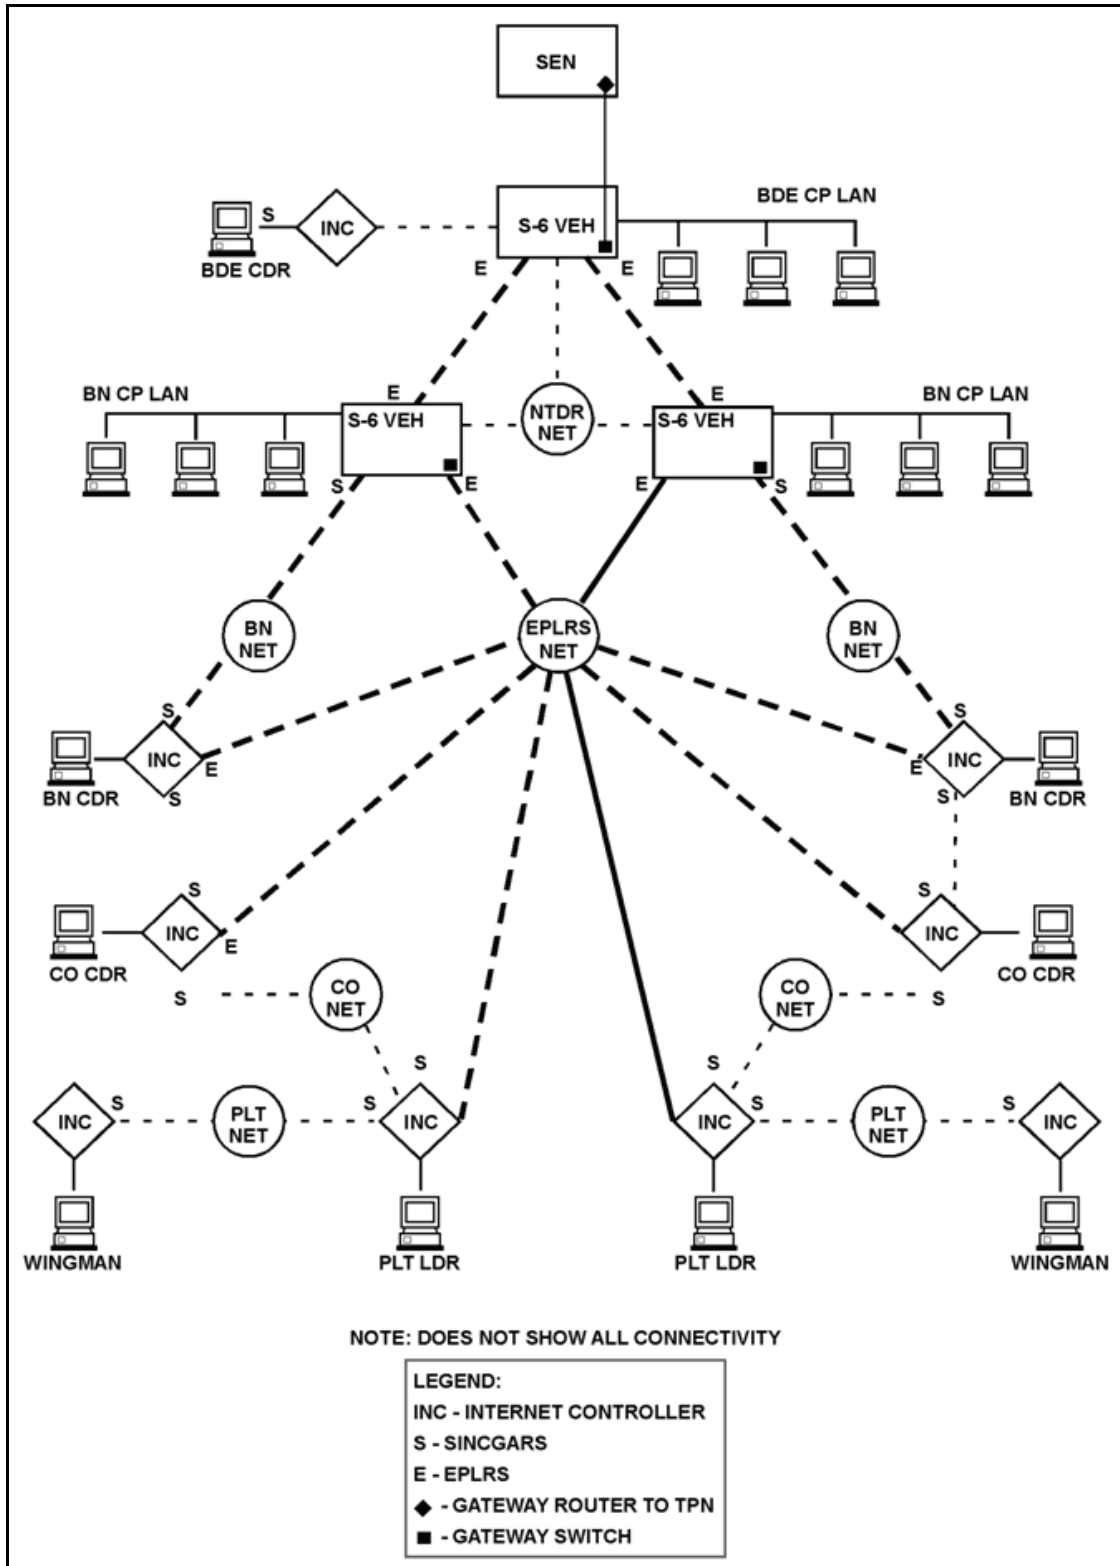 SEN
BDE CP LAN
S
INC
S-6 VEH
BDE CDR
E
E
BN CP LAN
E
E
BN CP LAN
S-6 VEH
NTDR
NET
S-6 VEH
S
E
E
S
BN
NET
EPLRS
NET
BN
NET
S
S
INC
E
S
BN CDR
INC
E
S
BN CDR
S
S
INC
E
CO CDR
INC
CO CDR
S
CO
NET
CO
NET
S
S
S
INC
S
PLT
NET
S
INC
INC
S
PLT
NET
S
INC
WINGMAN
PLT LDR
PLT LDR
WINGMAN
NOTE: DOES NOT SHOW ALL CONNECTIVITY
LEGEND:
INC - INTERNET CONTROLLER
S - SINCGARS
E - EPLRS
◆ - GATEWAY ROUTER TO TPN
■ - GATEWAY SWITCH